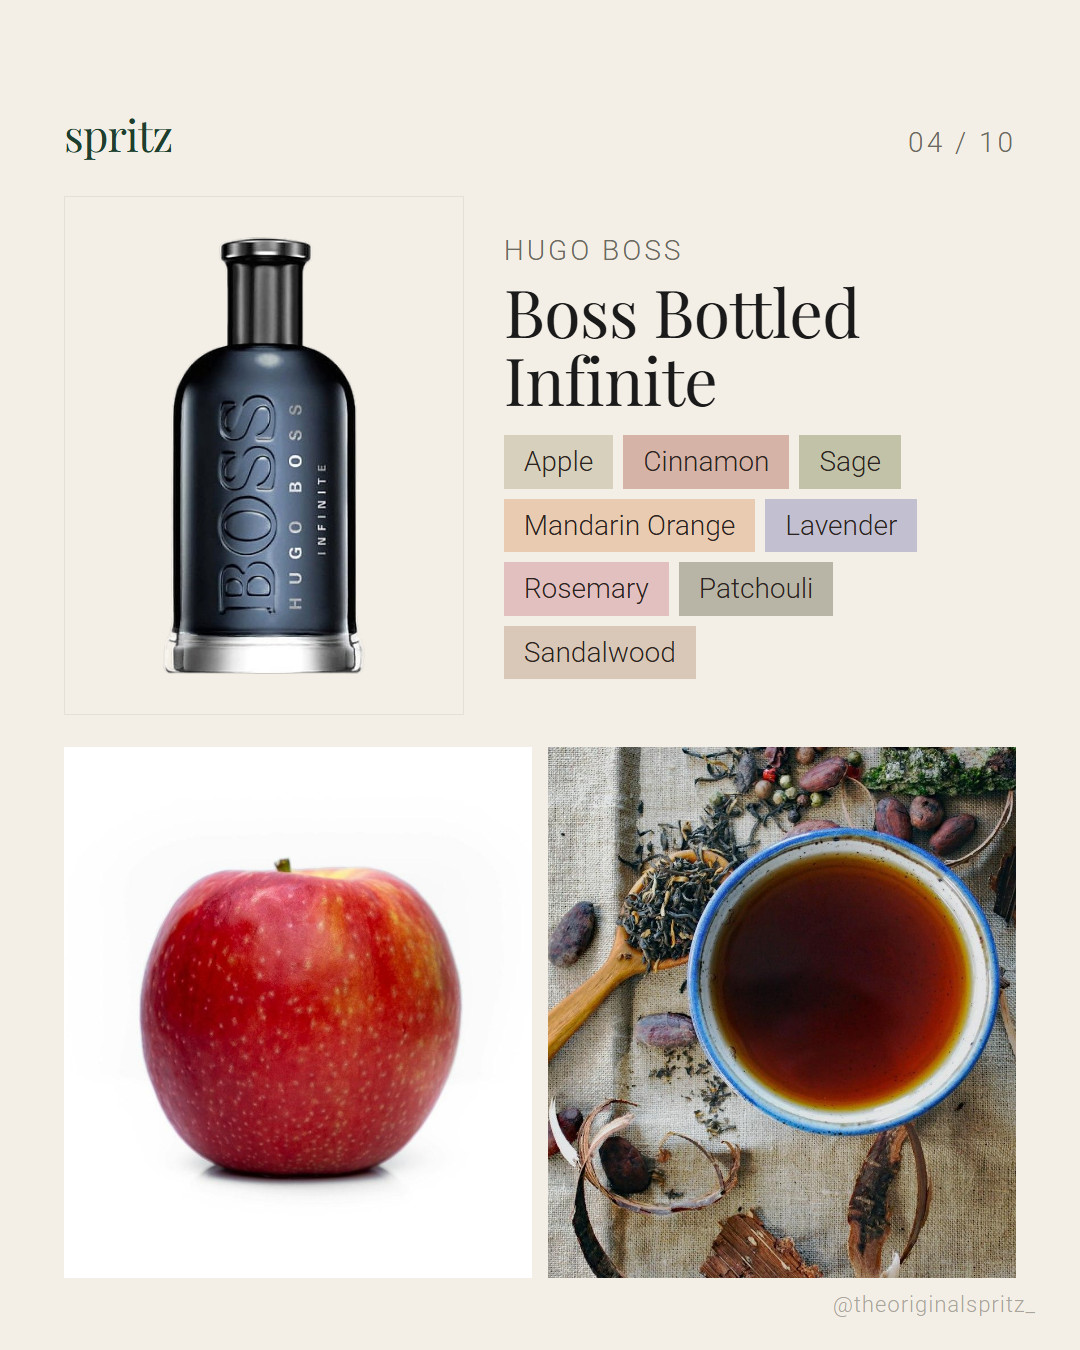 spritz
04 / 10
HUGO BOSS
Boss Bottled
Infinite
Apple
Cinnamon
Sage
Mandarin Orange
Lavender
Rosemary
Patchouli
Sandalwood
BOSS
HUGO BOSS
INFINITE
@theoriginalspritz_